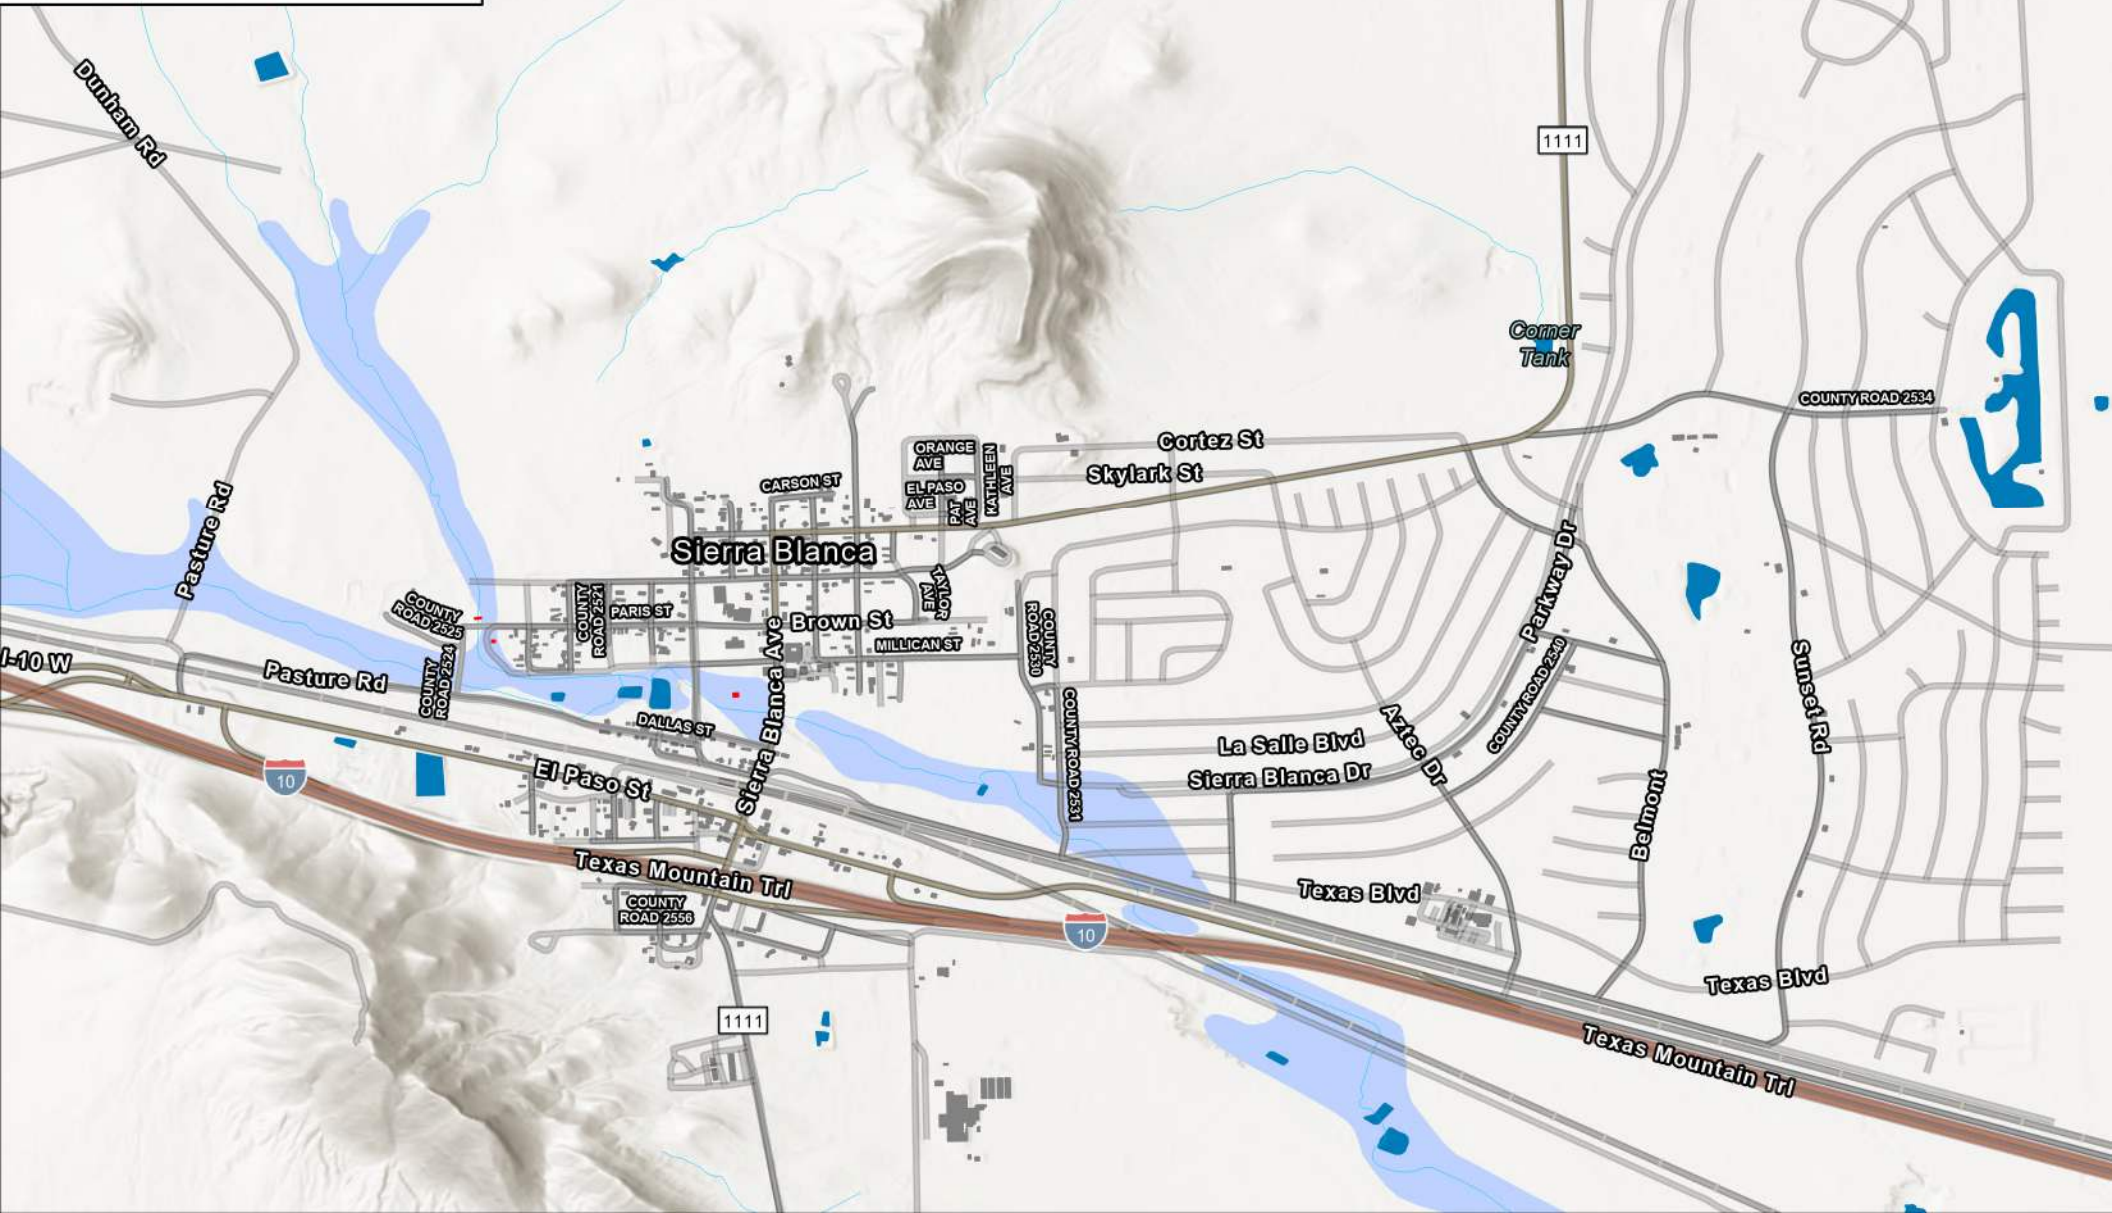 Dunham Rd
1111
Corner
Tank
COUNTY ROAD 2534
Cortez St
ORANGE
AVE
KATHLEEN
AVE
Skylark St
CARSON ST
EL PASO
AVE
PAT
AVE
Pasture Rd
Sierra Blanca
Parkway Dr
COUNTY
ROAD 2525
COUNTY
ROAD 2521
PARIS ST
TAYLOR
AVE
Brown St
COUNTY
ROAD 2530
MILLICAN ST
COUNTY ROAD 2540
Sunset Rd
I-10 W
Pasture Rd
COUNTY
ROAD 2524
Sierra Blanca Ave
COUNTY ROAD 2531
DALLAS ST
Aztec Dr
La Salle Blvd
Sierra Blanca Dr
10
El Paso St
Belmont
Texas Mountain Trl
Texas Blvd
COUNTY
ROAD 2556
10
Texas Blvd
1111
Texas Mountain Trl